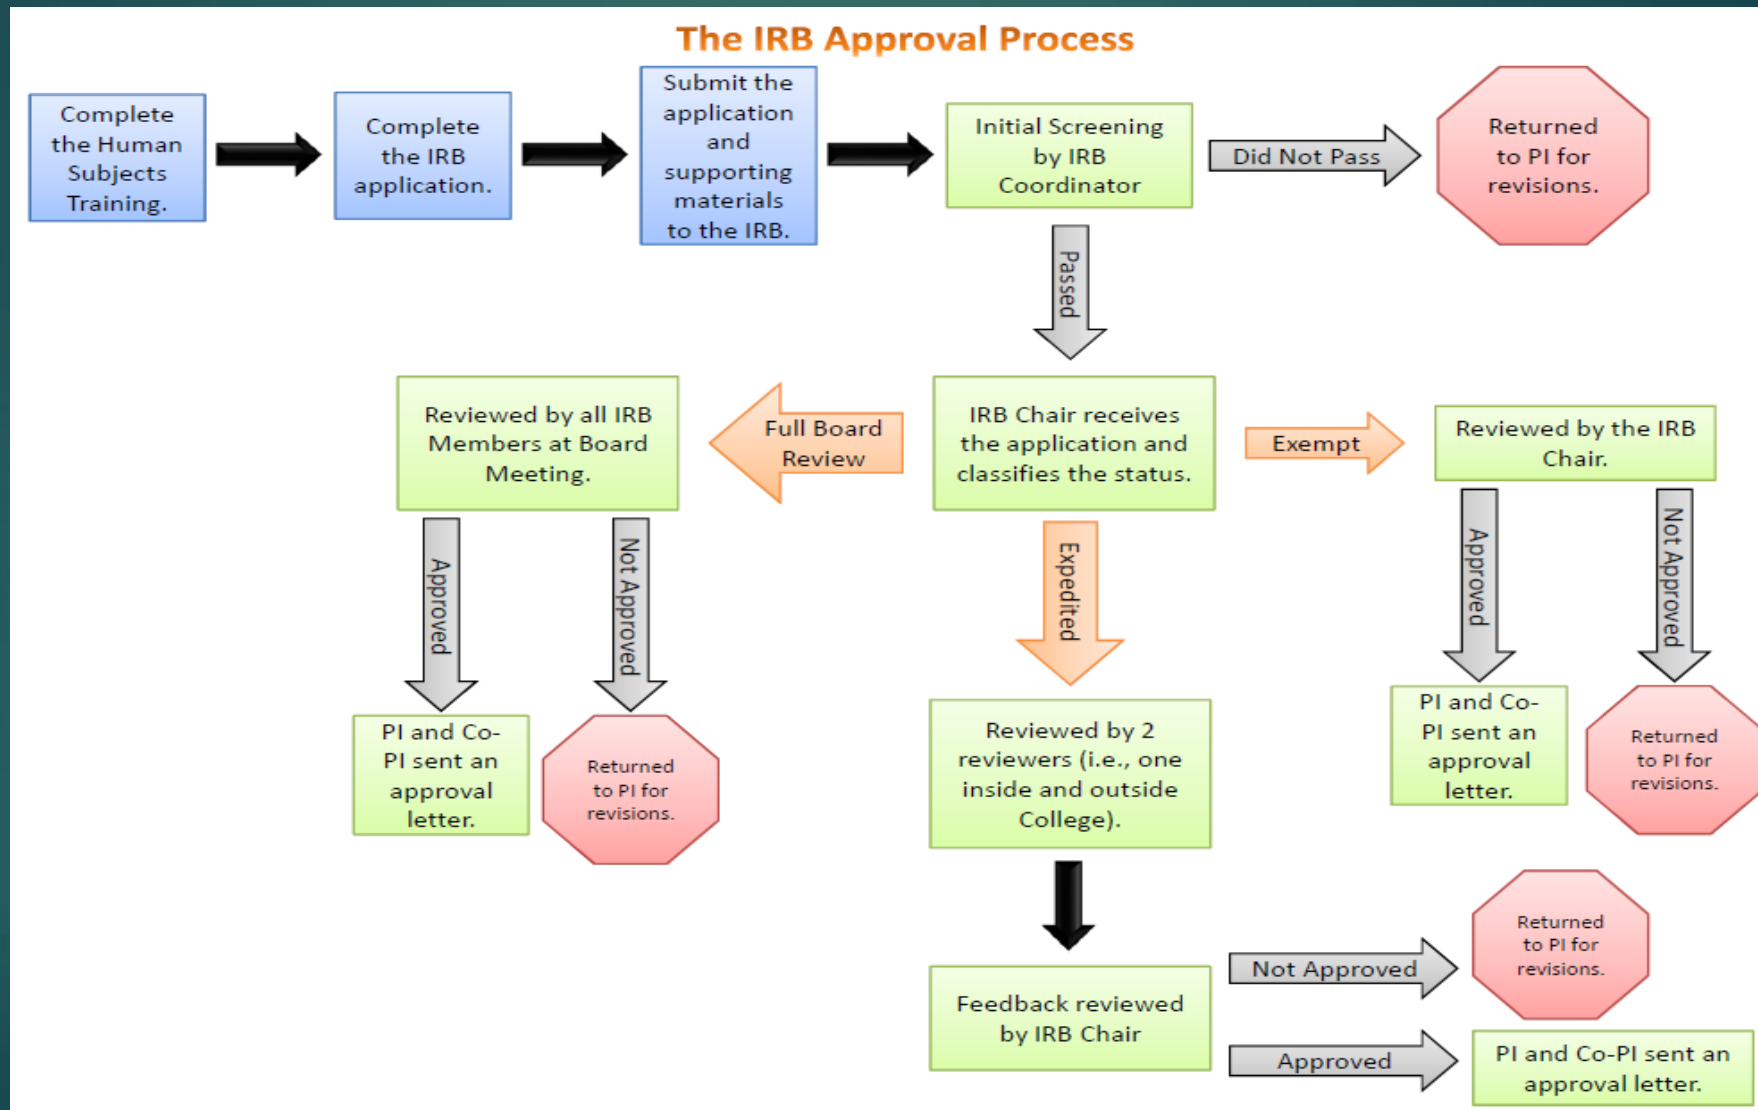 The IRB Approval Process
Complete
the Human
Subjects
Training.
Complete
the IRB
application.
Submit the
application
and
supporting
materials
to the IRB.
Initial Screening
by IRB
Coordinator
Did Not Pass
Returned
to PI for
revisions.
Passed
Reviewed by all IRB
Members at Board
Meeting.
Full Board
Review
IRB Chair receives
the application and
classifies the status.
Exempt
Reviewed by the IRB
Chair.
Approved
Not Approved
Expedited
Approved
Not Approved
PI and Co-
PI sent an
approval
letter.
Returned
to PI for
revisions.
Reviewed by 2
reviewers (i.e., one
inside and outside
College).
PI and Co-
PI sent an
approval
letter.
Returned
to PI for
revisions.
Feedback reviewed
by IRB Chair
Not Approved
Returned
to PI for
revisions.
Approved
PI and Co-PI sent an
approval letter.